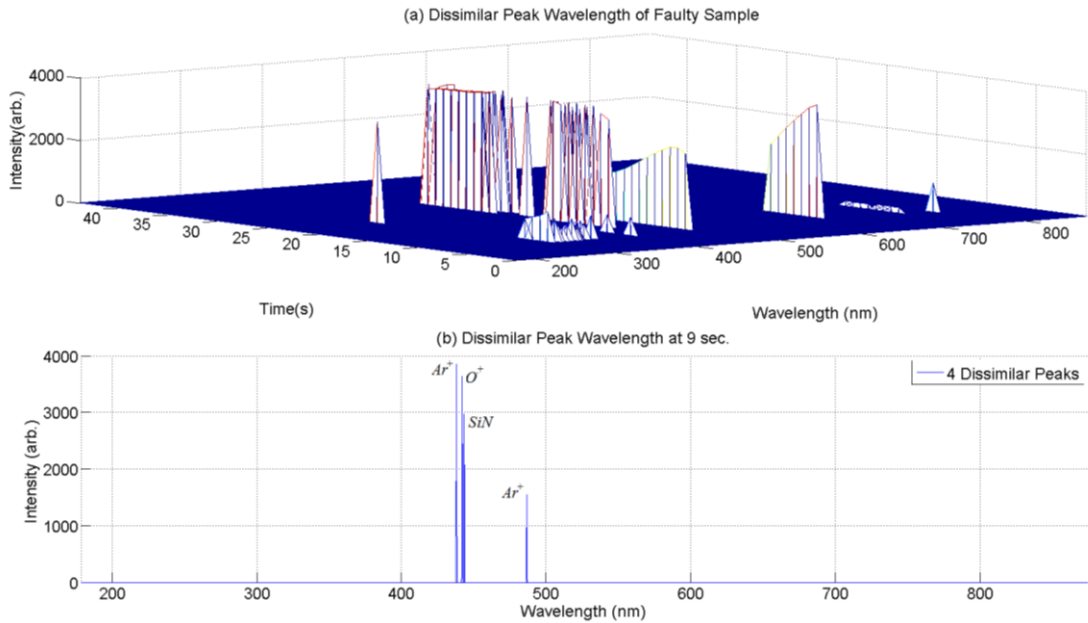 (a) Dissimilar Peak Wavelength of Faulty Sample
4000
2000
0
Intensity(arb.)
40
35
30
25
20
15
10
5
0
Time(s)
200
300
400
500
600
700
800
Wavelength (nm)
(b) Dissimilar Peak Wavelength at 9 sec.
4000
3000
2000
1000
0
Intensity (arb.)
Ar+
O+
SiN
Ar+
4 Dissimilar Peaks
200
300
400
500
600
700
800
Wavelength (nm)